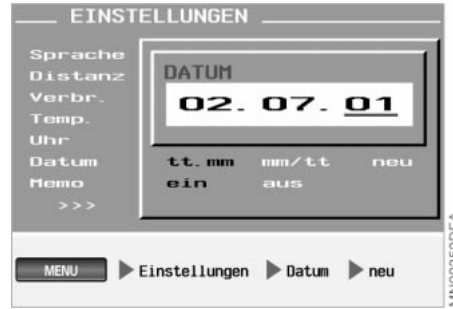 EINSTELLUNGEN
Sprache
Distanz
Verbr.
Temp.
Uhr
Datum
Memo
>>>
DATUM
02. 07. 01
tt.mm mm/tt neu
ein aus
MENU Einstellungen Datum neu